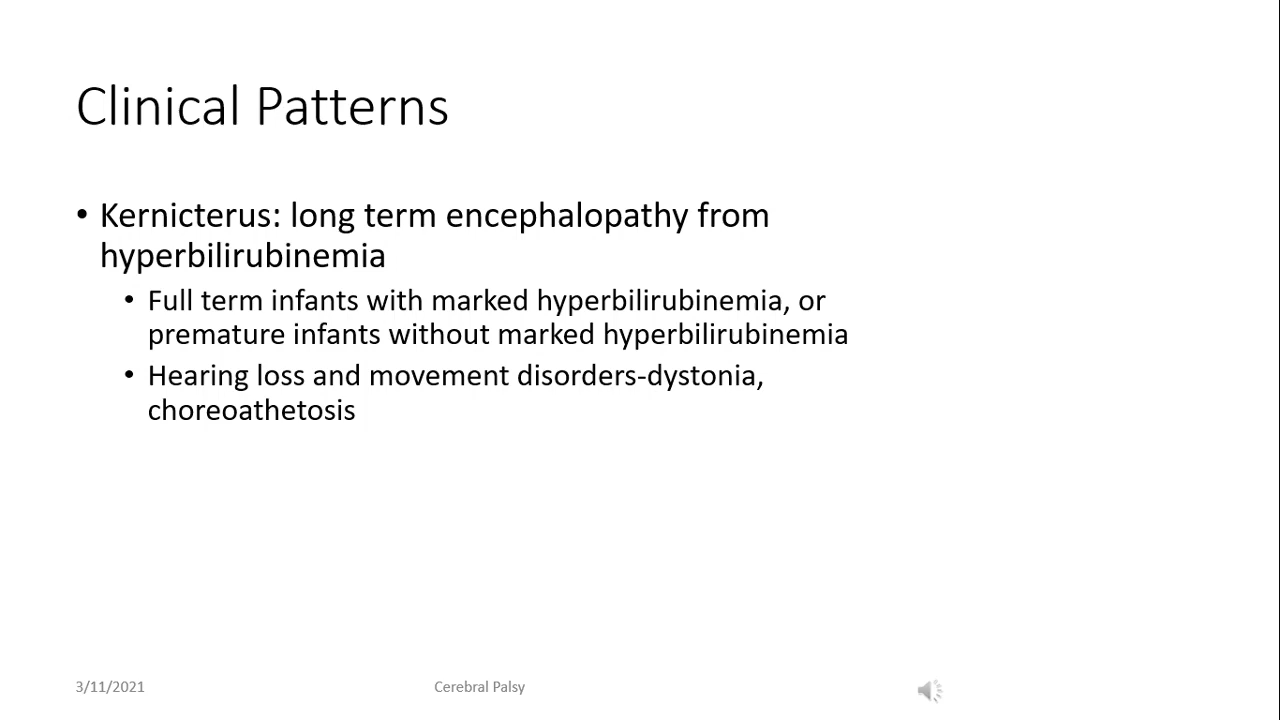 Clinical Patterns
• Kernicterus: long term encephalopathy from
hyperbilirubinemia
• Full term infants with marked hyperbilirubinemia, or
premature infants without marked hyperbilirubinemia
• Hearing loss and movement disorders-dystonia,
choreoathetosis
3/11/2021
Cerebral Palsy